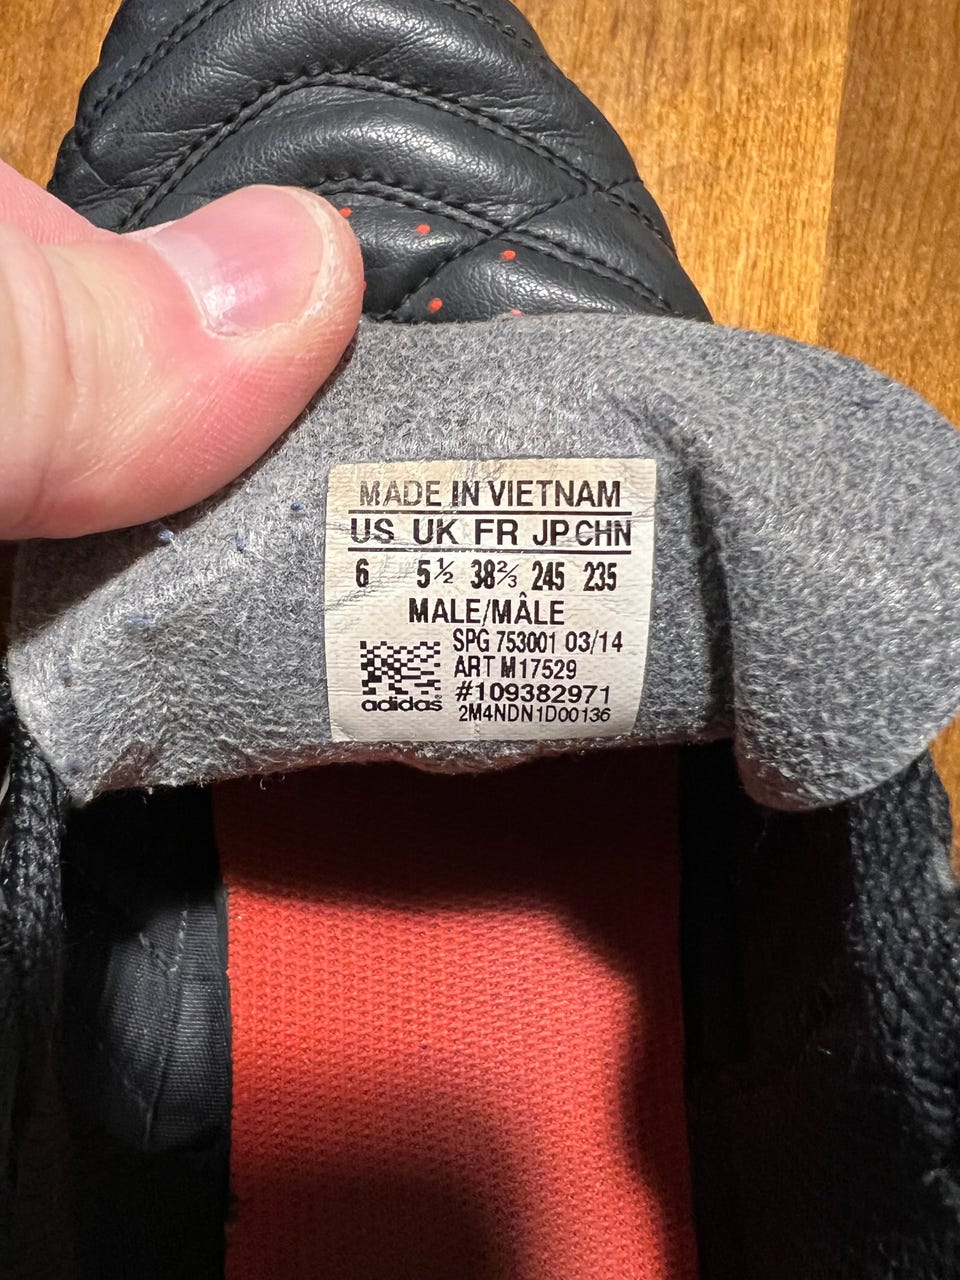 MADE IN VIETNAM
US UK FR JP CHN
6 5½ 38⅔ 245 235
MALE/MÂLE
SPG 753001 03/14
ART M17529
#109382971
adidas
2M4NDN1D00136